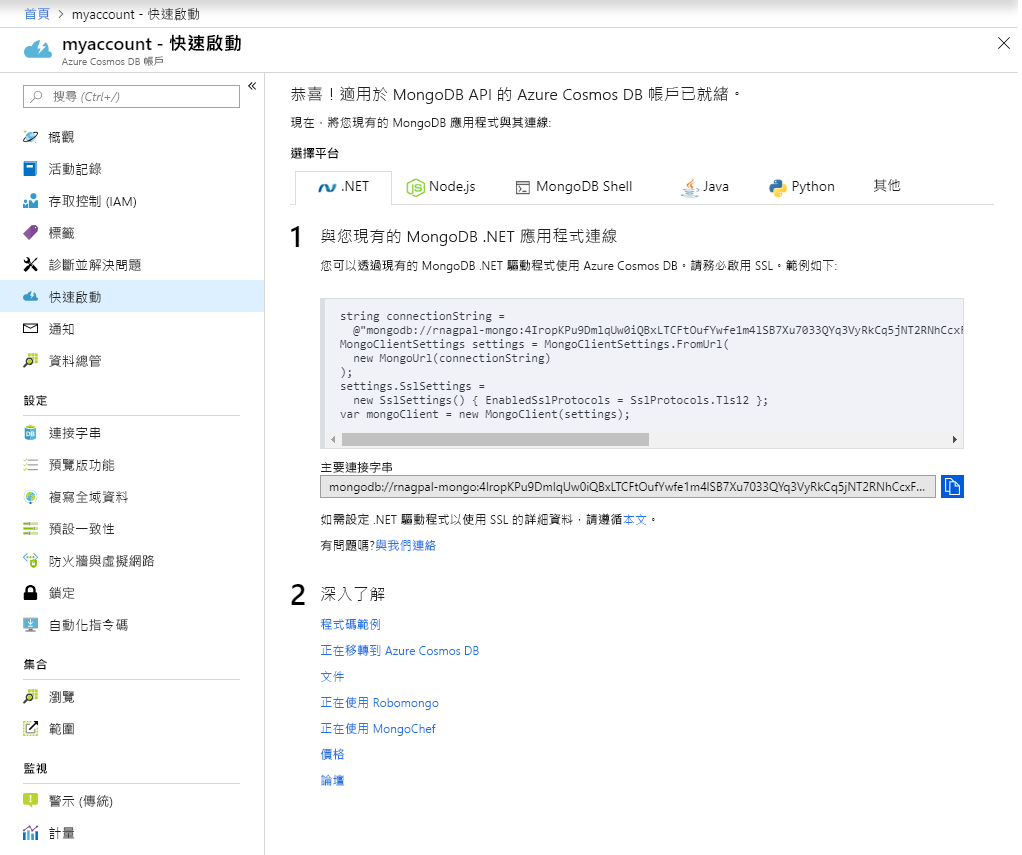 首頁 > myaccount - 快速啟動
myaccount - 快速啟動
Azure Cosmos DB 帳戶
搜尋 (Ctrl+/)
概觀
活動記錄
存取控制 (IAM)
標籤
診斷並解決問題
快速啟動
通知
資料總管
設定
連接字串
預覽版功能
複寫全域資料
預設一致性
防火牆與虛擬網路
鎖定
自動化指令碼
集合
瀏覽
範圍
監視
警示 (傳統)
計量
恭喜！適用於 MongoDB API 的 Azure Cosmos DB 帳戶已就緒。
現在，將您現有的 MongoDB 應用程式與其連線:
選擇平台
.NET
Node.js
MongoDB Shell
Java
Python
其他
1 與您現有的 MongoDB .NET 應用程式連線
您可以透過現有的 MongoDB .NET 驅動程式使用 Azure Cosmos DB。請務必啟用 SSL。範例如下:
string connectionString =
@"mongodb://rnagpal-mongo:4IropKPu9DmlqUw0iQBxLTCFtOufYwfe1m4lSB7Xu7033QYq3VyRkCq5jNT2RNhCcxF
MongoClientSettings settings = MongoClientSettings.FromUrl(
new MongoUrl(connectionString)
);
settings.SslSettings =
new SslSettings() { EnabledSslProtocols = SslProtocols.Tls12 };
var mongoClient = new MongoClient(settings);
主要連接字串
mongodb://rnagpal-mongo:4IropKPu9DmlqUw0iQBxLTCFtOufYwfe1m4lSB7Xu7033QYq3VyRkCq5jNT2RNhCcxF...
如需設定 .NET 驅動程式以使用 SSL 的詳細資料，請遵循本文。
有問題嗎?與我們連絡
2 深入了解
程式碼範例
正在移轉到 Azure Cosmos DB
文件
正在使用 Robomongo
正在使用 MongoChef
價格
論壇